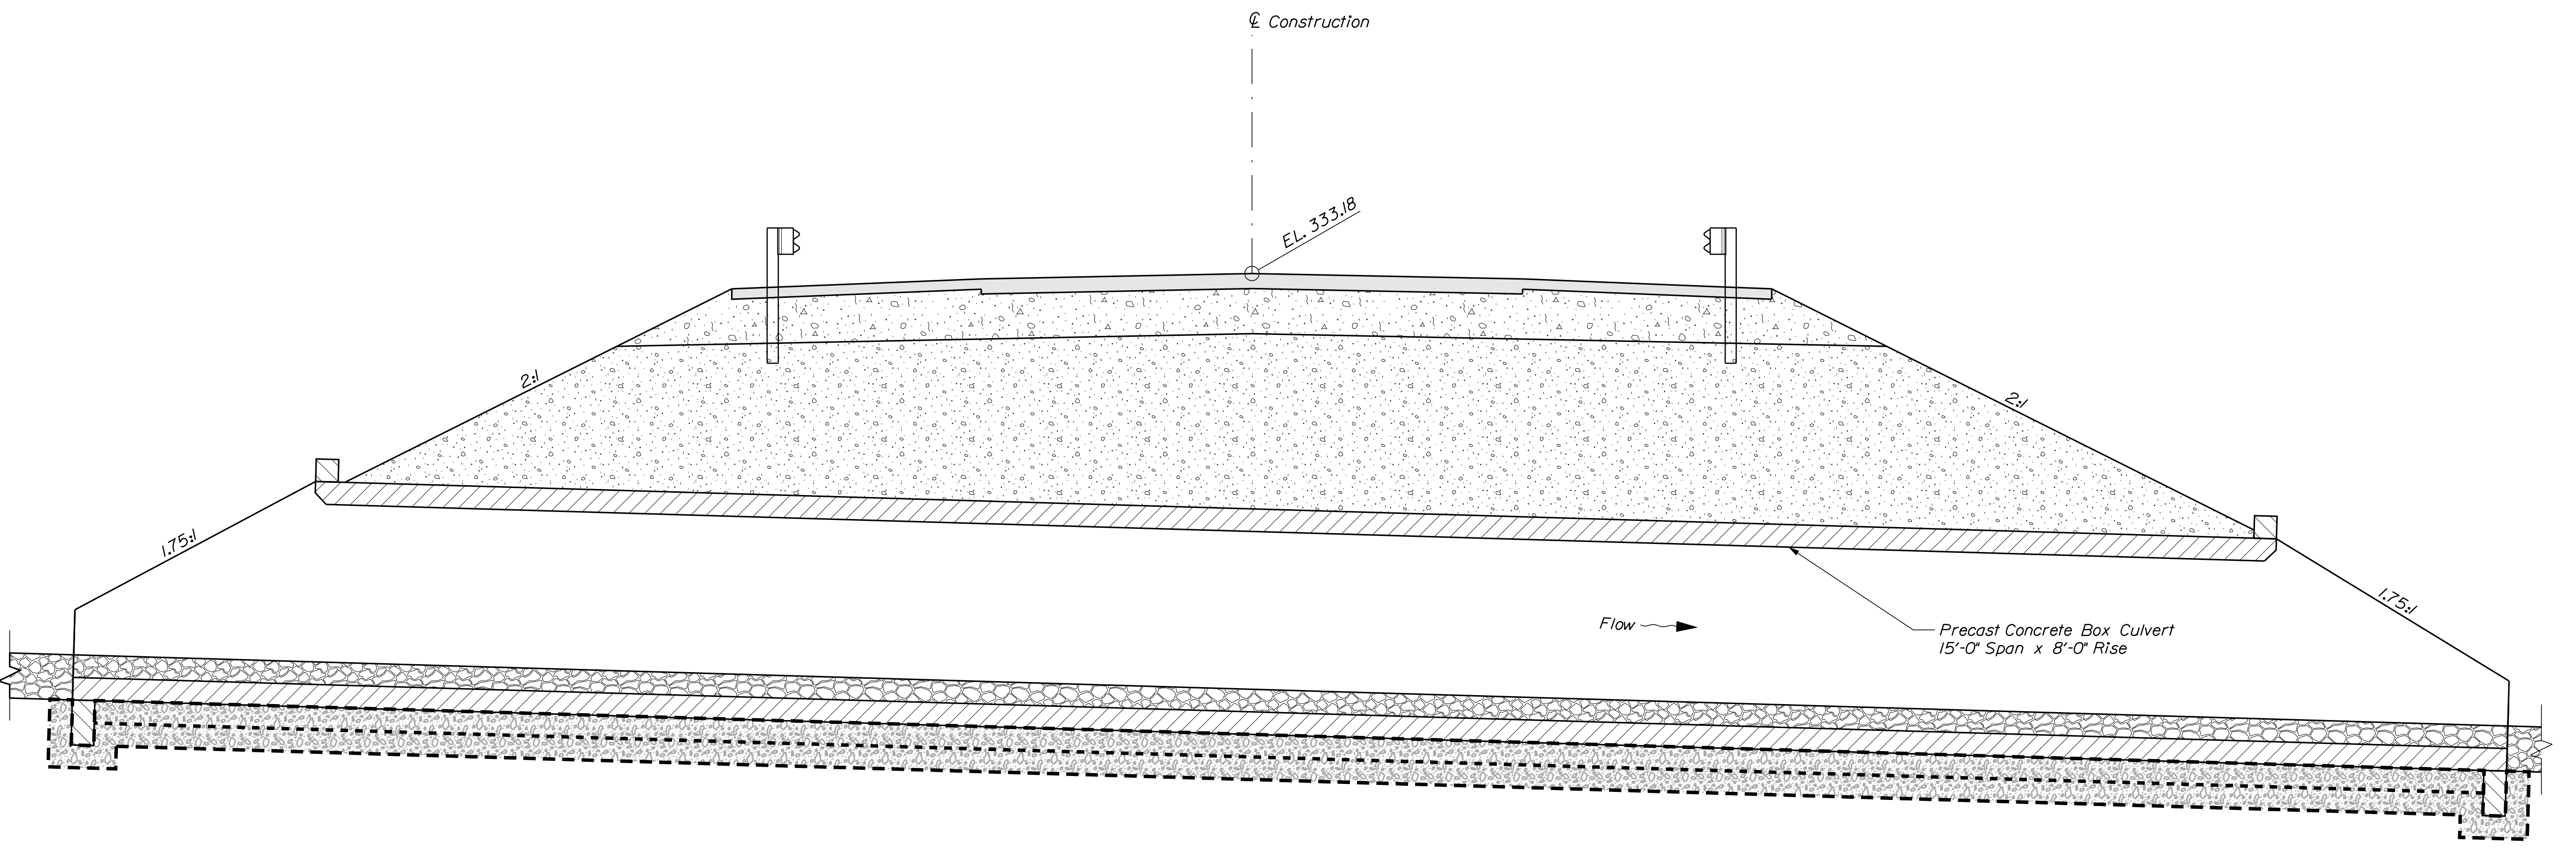 ℄ Construction
EL. 333.18
2:1
2:1
1.75:1
1.75:1
Flow
Precast Concrete Box Culvert
15'-0" Span x 8'-0" Rise